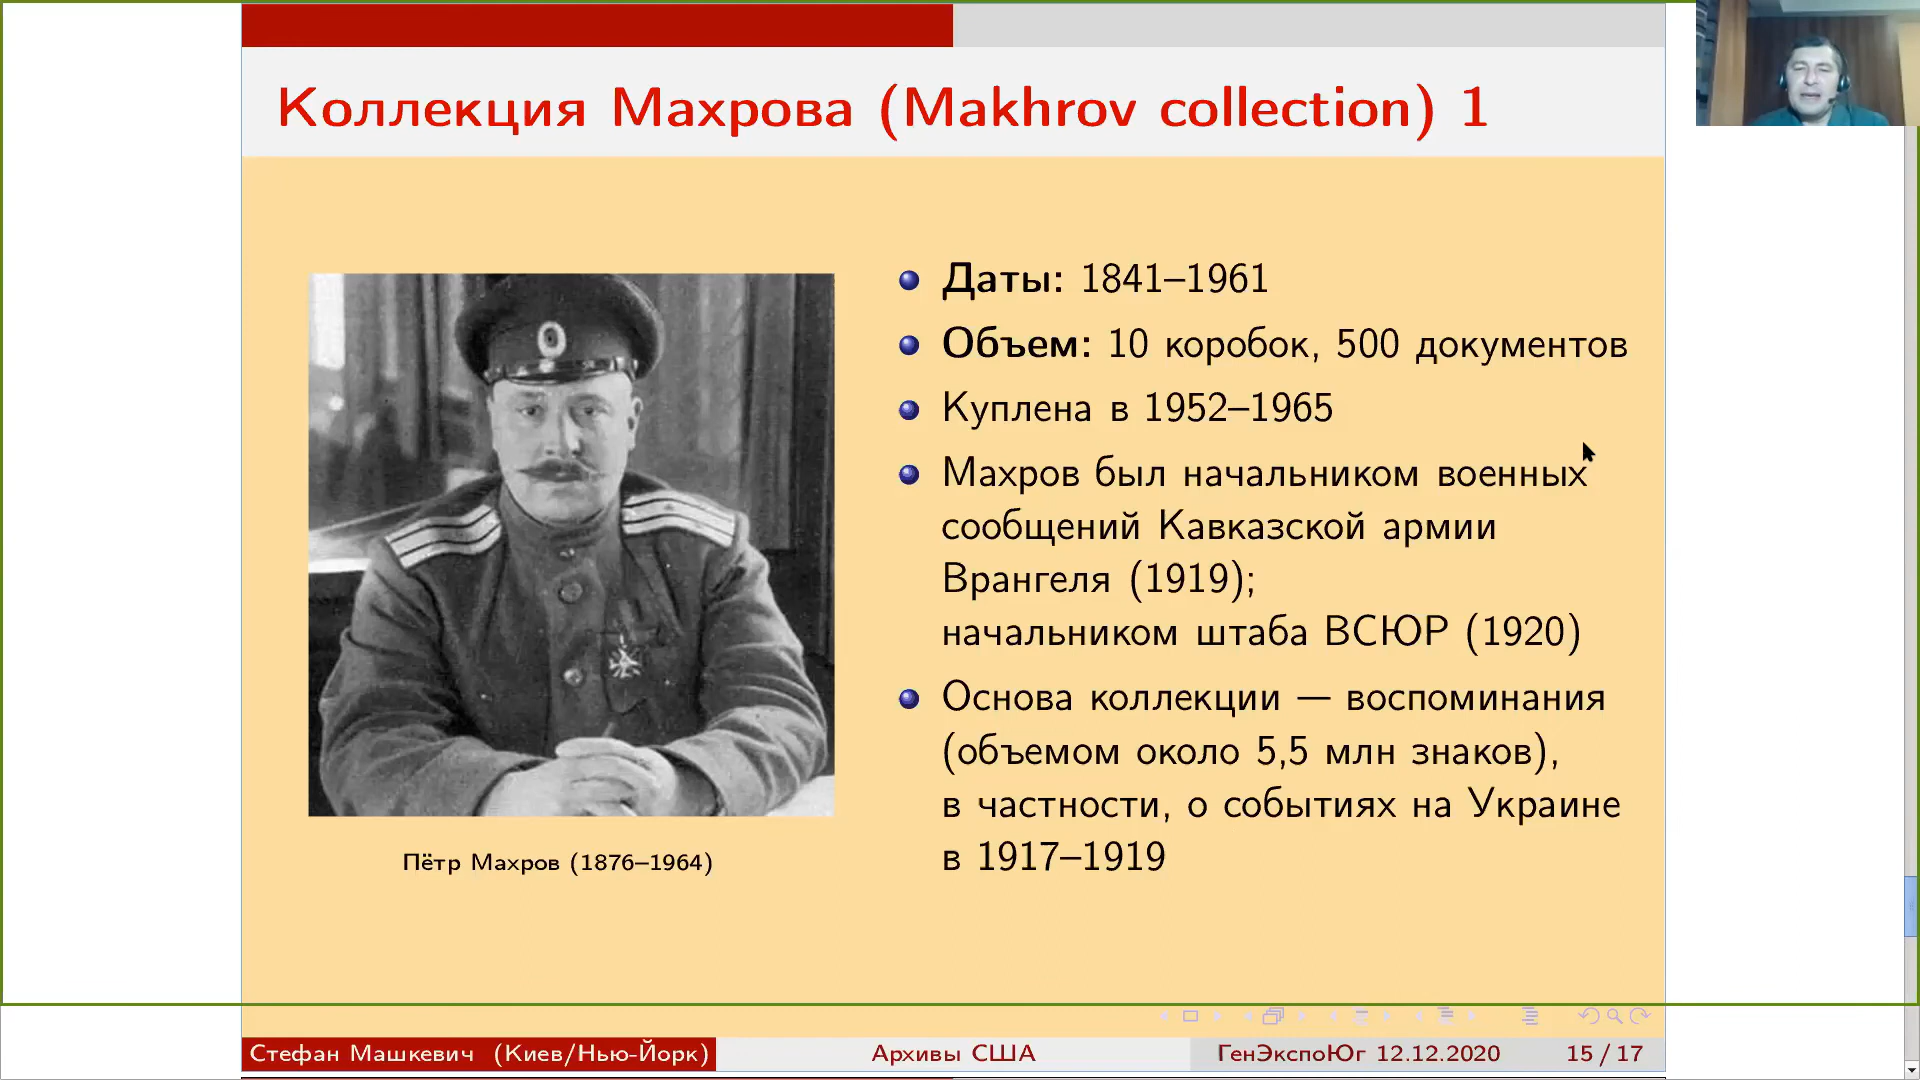 Коллекция Махрова (Makhrov collection) 1
Даты: 1841–1961
Объем: 10 коробок, 500 документов
Куплена в 1952–1965
Махров был начальником военных
сообщений Кавказской армии
Врангеля (1919);
начальником штаба ВСЮР (1920)
Основа коллекции — воспоминания
(объемом около 5,5 млн знаков),
в частности, о событиях на Украине
в 1917–1919
Пётр Махров (1876–1964)
Стефан Машкевич (Киев/Нью-Йорк)
Архивы США
ГенЭкспоЮг 12.12.2020
15 / 17